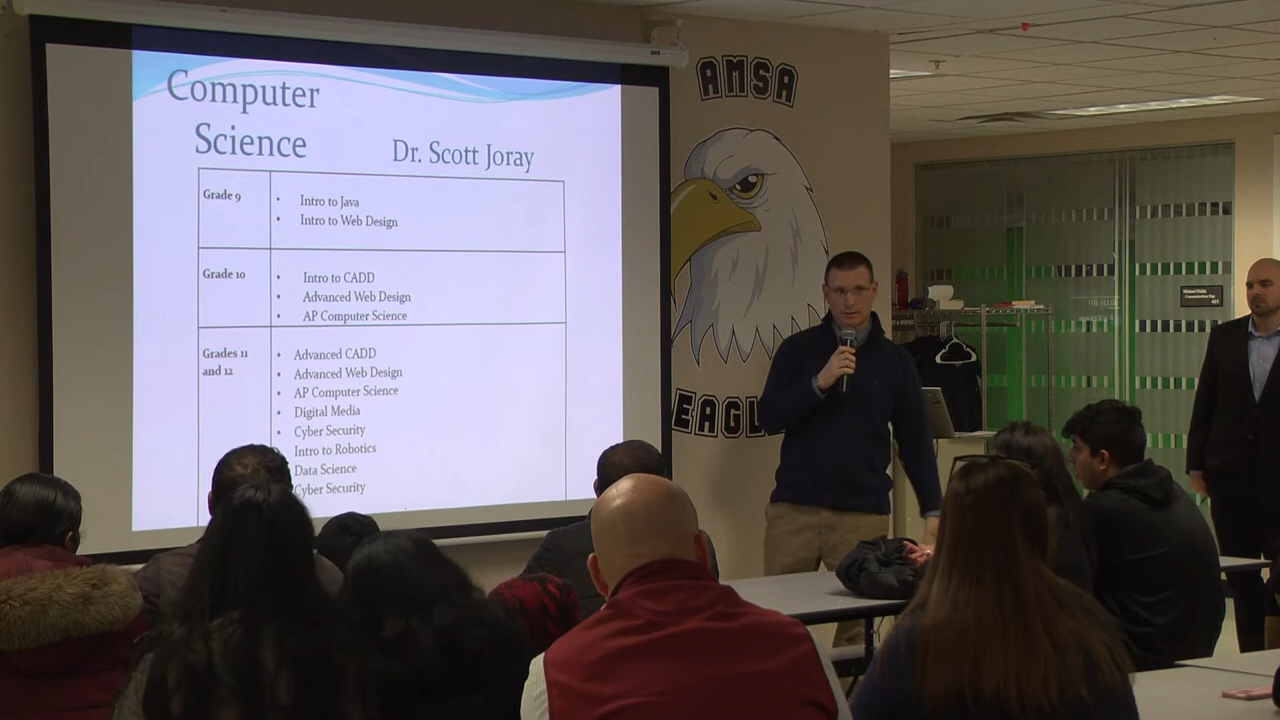 Computer
Science
Dr. Scott Joray
Grade 9
Intro to Java
Intro to Web Design
Grade 10
Intro to CADD
Advanced Web Design
AP Computer Science
Grades 11
and 12
Advanced CADD
Advanced Web Design
AP Computer Science
Digital Media
Cyber Security
Intro to Robotics
Data Science
Cyber Security
AMSA
EAGL